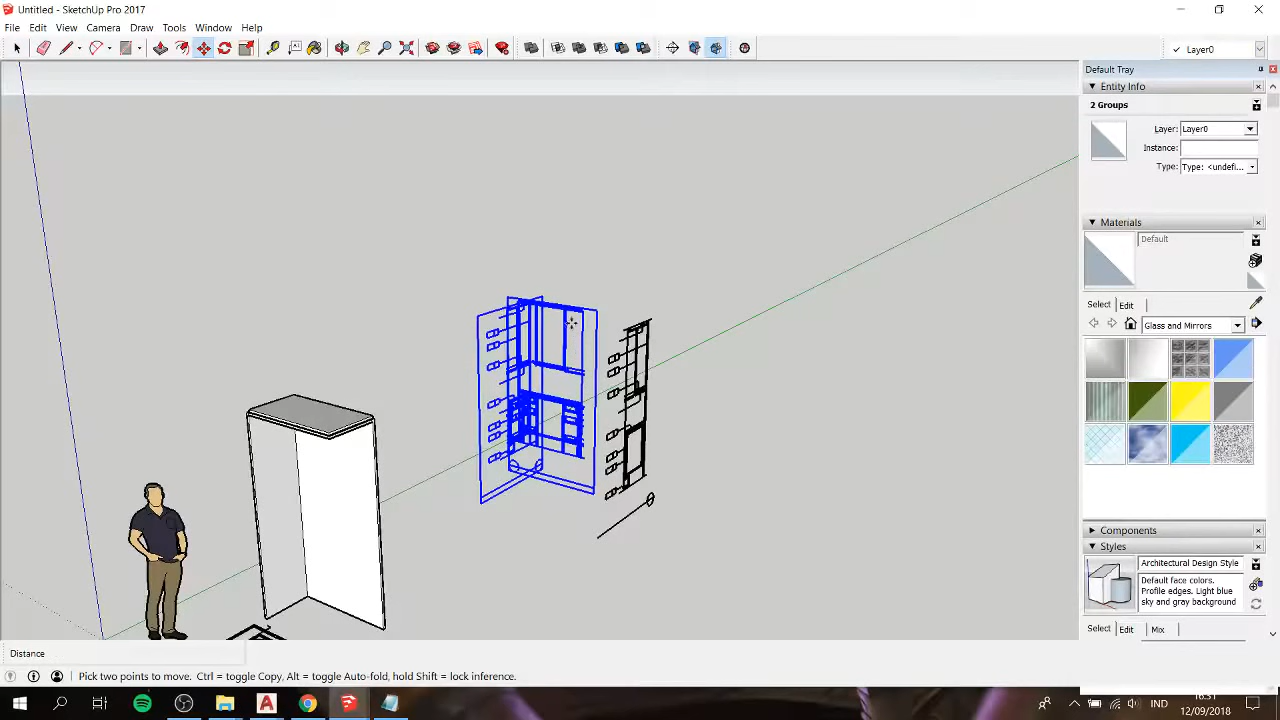 Untitled - SketchUp Pro 2017
File Edit View Camera Draw Tools Window Help
Layer0
Default Tray
Entity Info
2 Groups
Layer: Layer0
Instance:
Type: Type: <undefi...
Materials
Default
Select Edit
Glass and Mirrors
Components
Styles
Architectural Design Style
Default face colors.
Profile edges. Light blue
sky and gray background
Select Edit Mix
Distance
Pick two points to move. Ctrl = toggle Copy, Alt = toggle Auto-fold, hold Shift = lock inference.
IND
12/09/2018